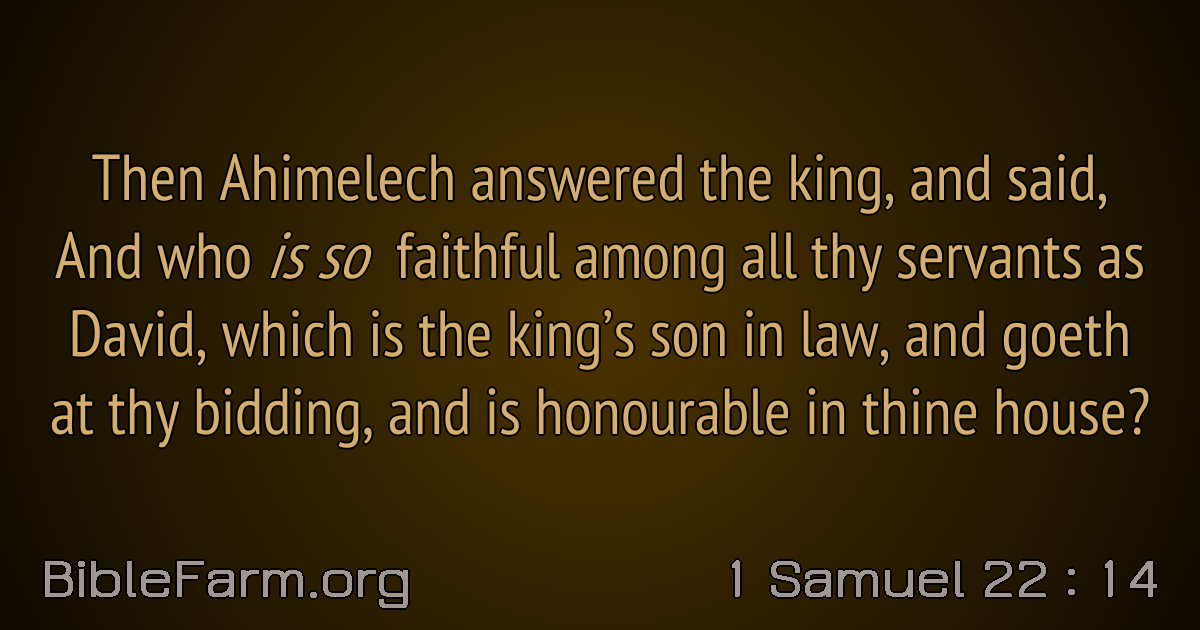 Then Ahimelech answered the king, and said,
And who is so faithful among all thy servants as
David, which is the king’s son in law, and goeth
at thy bidding, and is honourable in thine house?
BibleFarm.org
1 Samuel 22 : 14